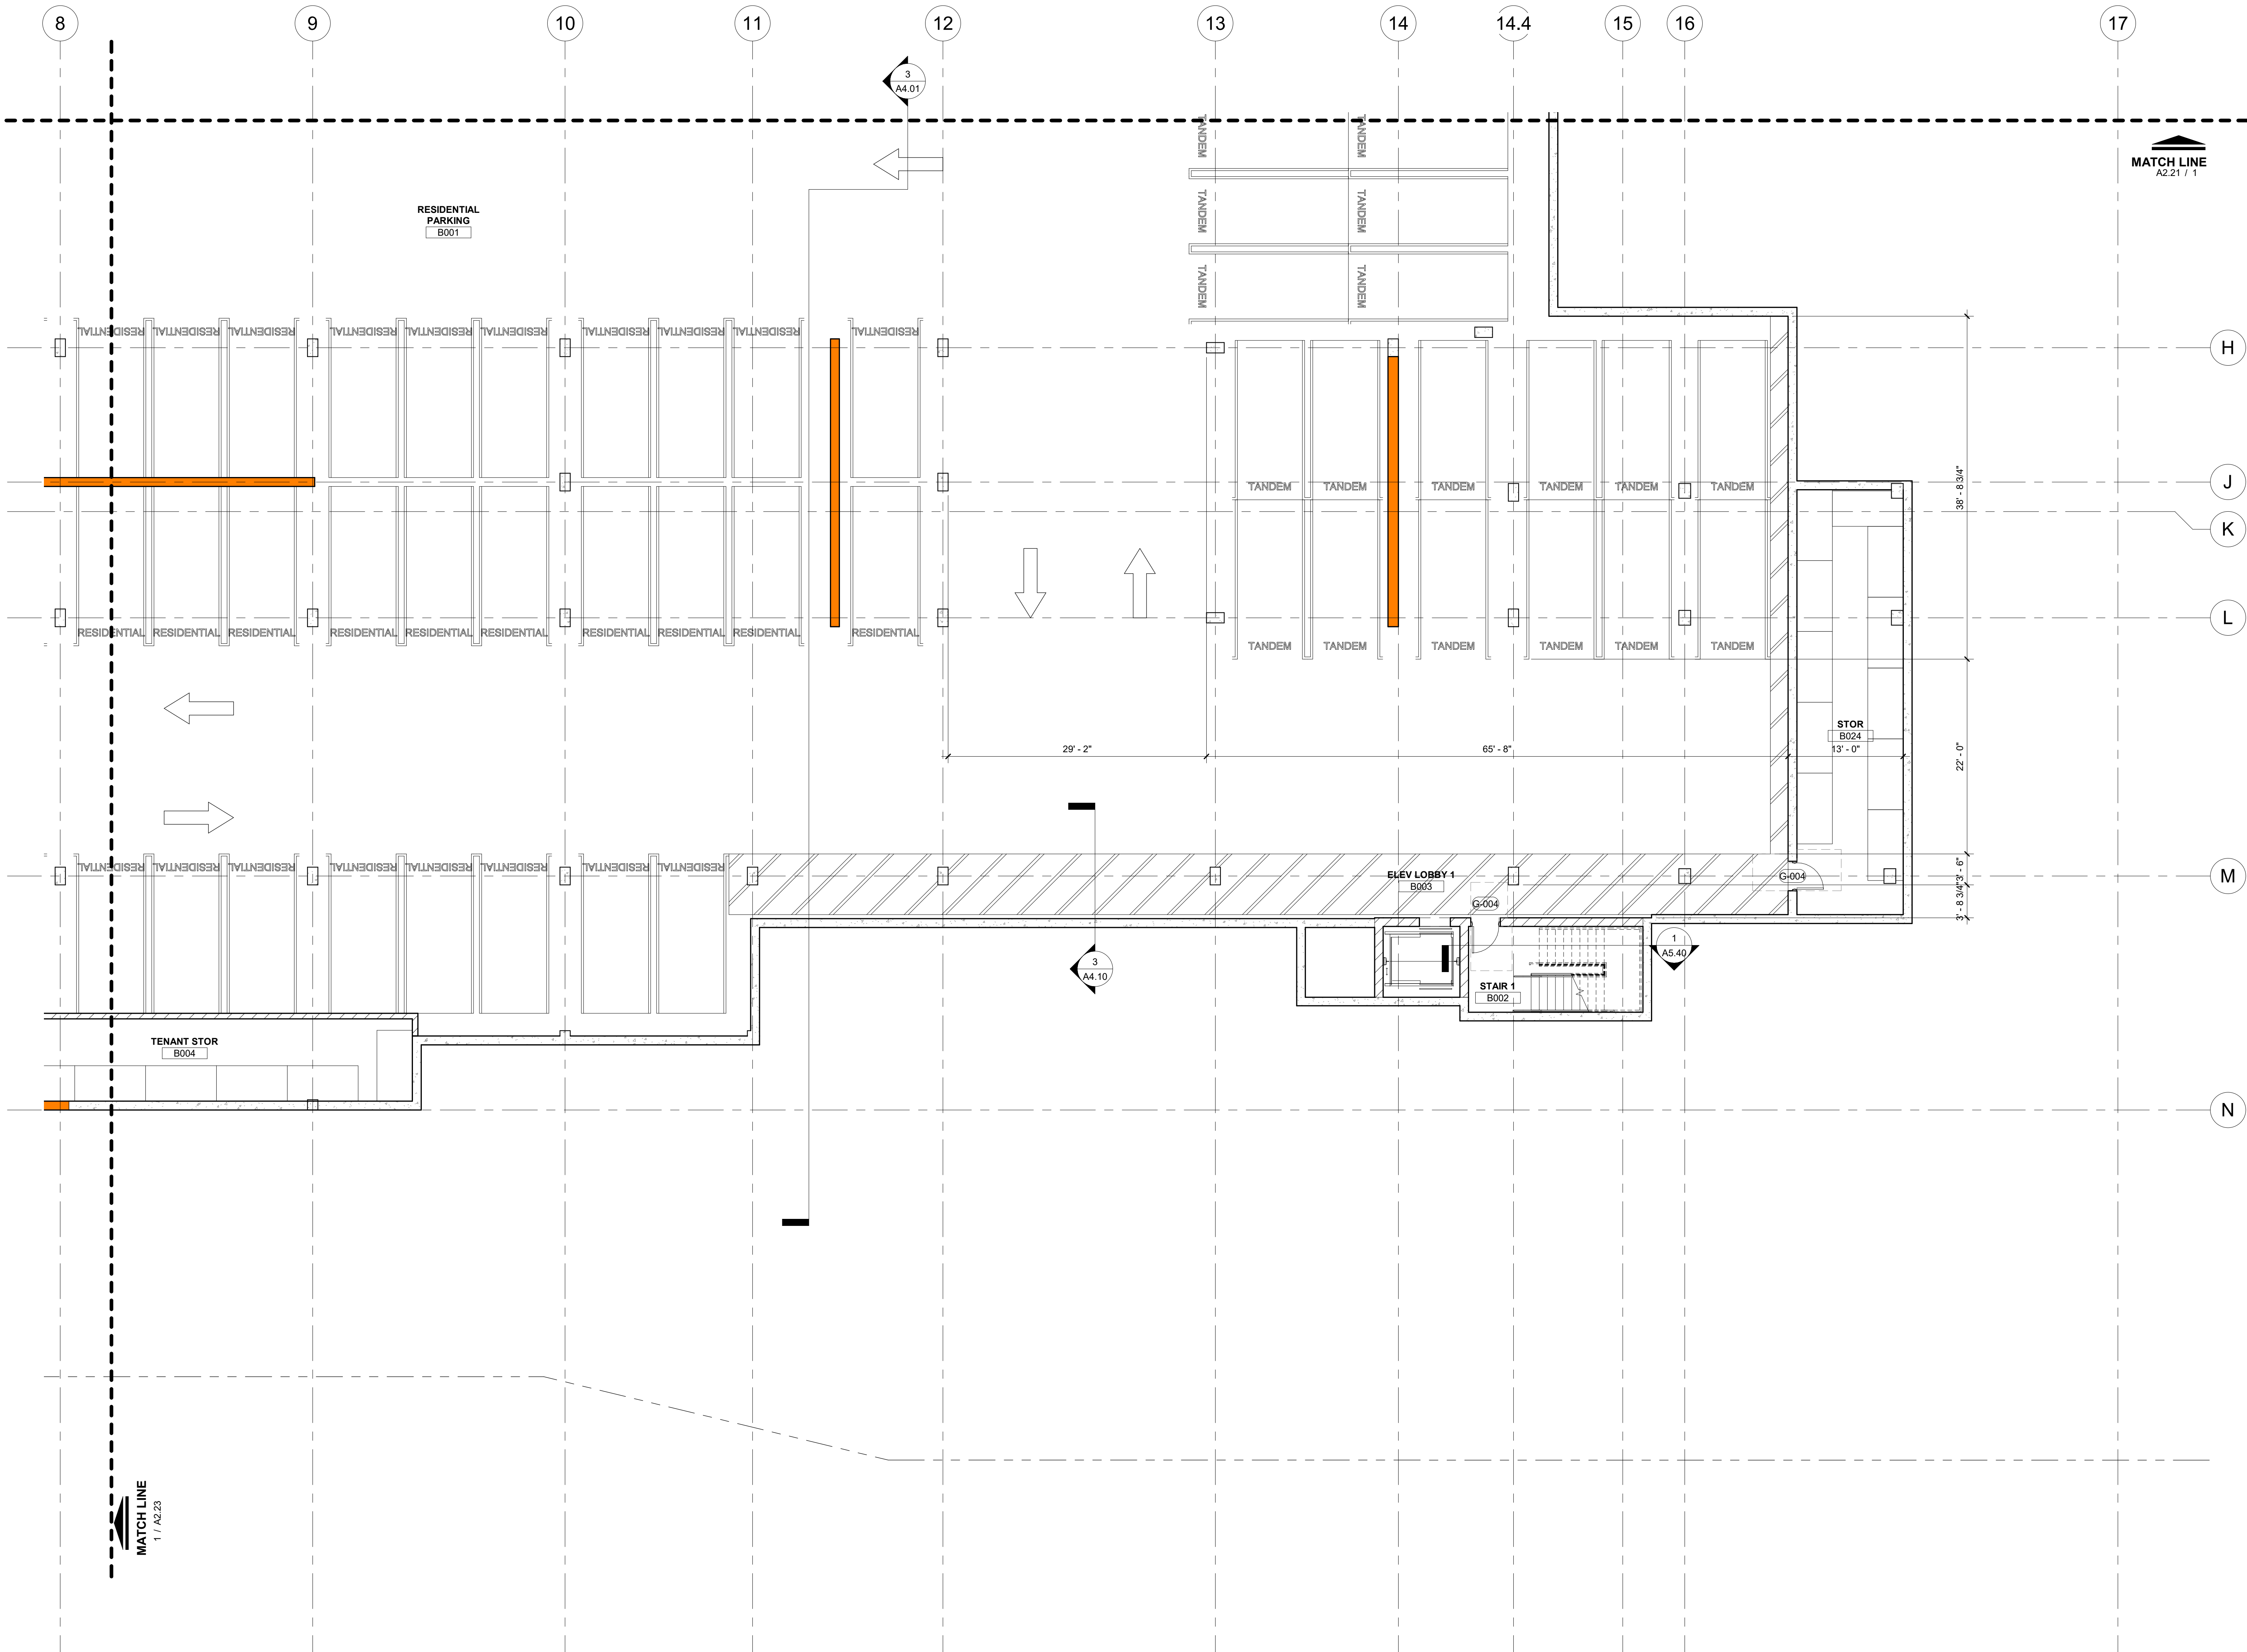 8
9
10
11
12
13
14
14.4
15
16
17
3
A4.01
MATCH LINE
A2.21 / 1
TANDEM
TANDEM
TANDEM
TANDEM
TANDEM
TANDEM
RESIDENTIAL
PARKING
B001
RESIDENTIAL RESIDENTIAL RESIDENTIAL RESIDENTIAL RESIDENTIAL RESIDENTIAL RESIDENTIAL RESIDENTIAL RESIDENTIAL RESIDENTIAL
H
38' - 8 3/4"
J
TANDEM TANDEM TANDEM TANDEM TANDEM TANDEM
K
L
RESIDENTIAL RESIDENTIAL RESIDENTIAL RESIDENTIAL RESIDENTIAL RESIDENTIAL RESIDENTIAL RESIDENTIAL RESIDENTIAL RESIDENTIAL
TANDEM TANDEM TANDEM TANDEM TANDEM TANDEM
STOR
B024
29' - 2"
65' - 8"
13' - 0"
22' - 0"
RESIDENTIAL RESIDENTIAL RESIDENTIAL RESIDENTIAL RESIDENTIAL RESIDENTIAL RESIDENTIAL RESIDENTIAL
3' - 6"
3' - 8 3/4"
M
ELEV LOBBY 1
B003
G-004
G-004
1
A5.40
3
A4.10
STAIR 1
B002
TENANT STOR
B004
N
MATCH LINE
1 / A2.23